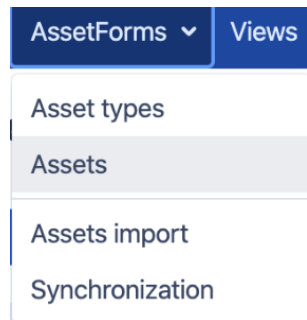 AssetForms Views
Asset types
Assets
Assets import
Synchronization